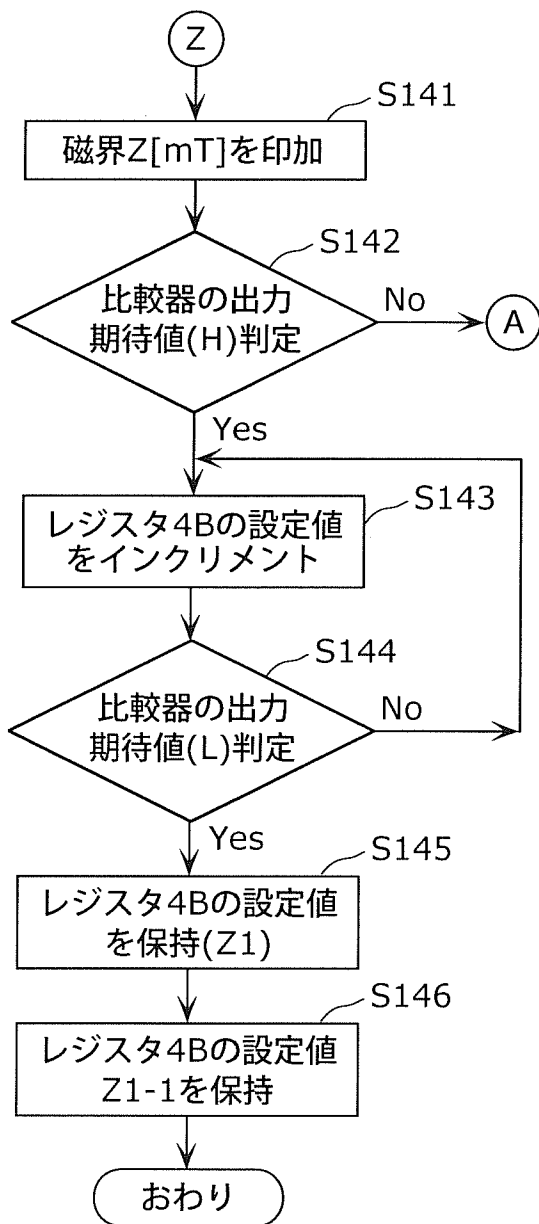 Z
S141
磁界Z[mT]を印加
S142
比較器の出力
期待値(H)判定
No
A
Yes
S143
レジスタ4Bの設定値
をインクリメント
S144
比較器の出力
期待値(L)判定
No
Yes
S145
レジスタ4Bの設定値
を保持(Z1)
S146
レジスタ4Bの設定値
Z1-1を保持
おわり